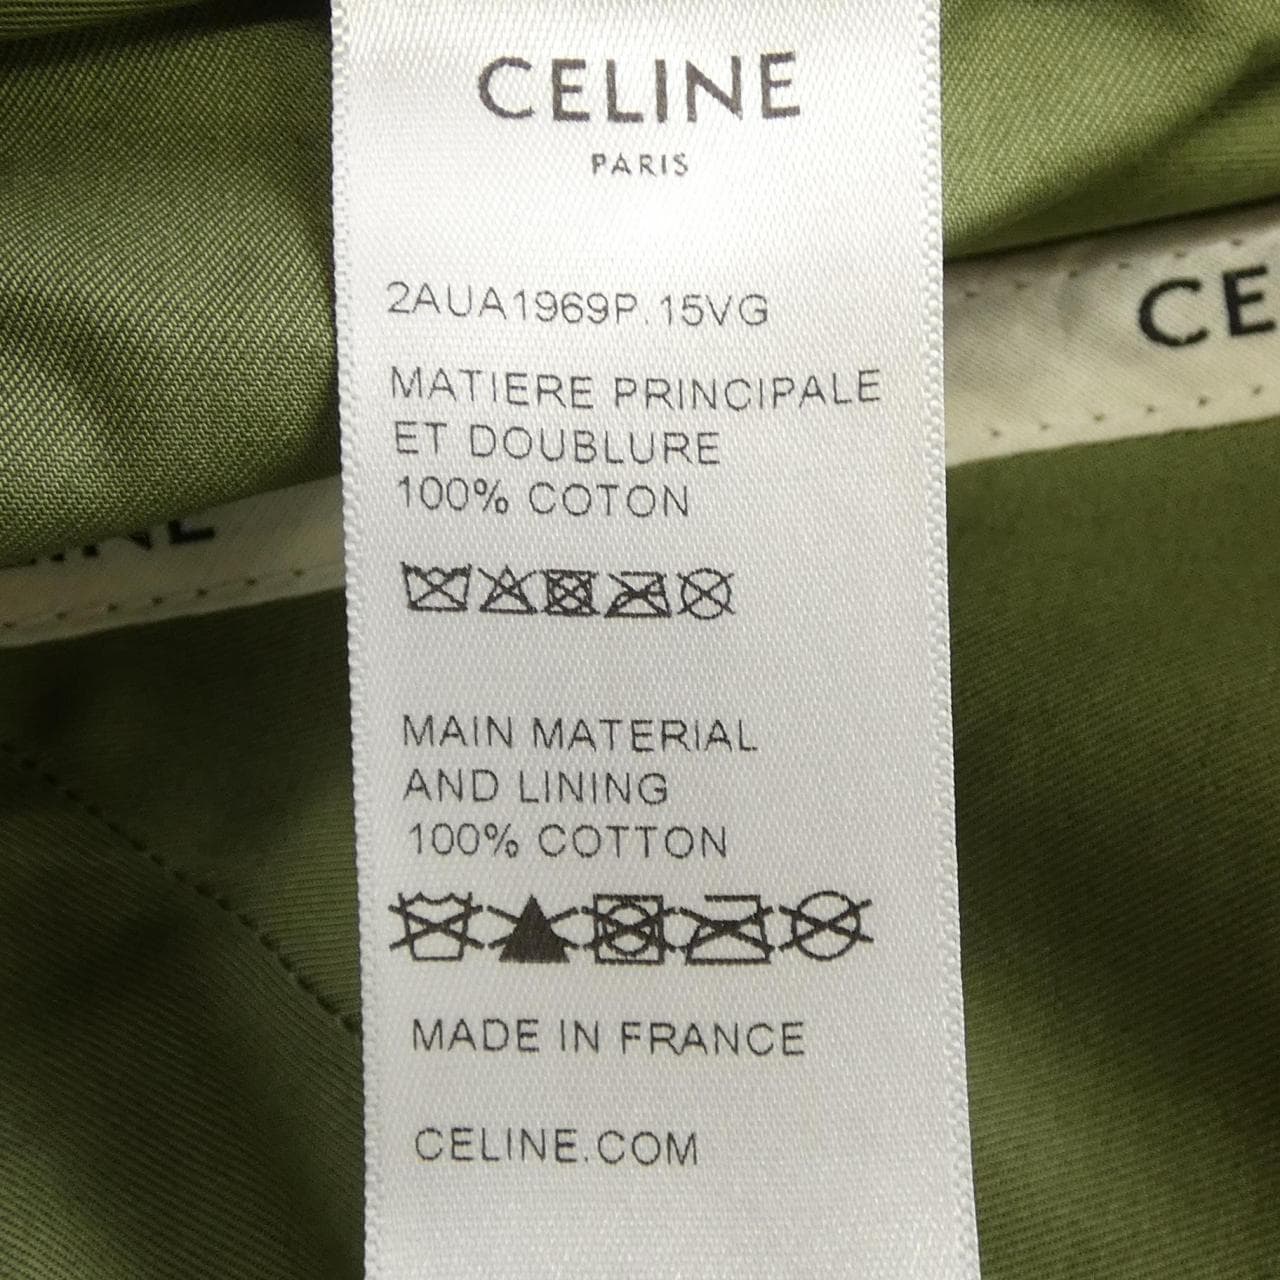 CELINE
PARIS
2AUA1969P.15VG
MATIERE PRINCIPALE
ET DOUBLURE
100% COTON
MAIN MATERIAL
AND LINING
100% COTTON
MADE IN FRANCE
CELINE.COM
CE
INE